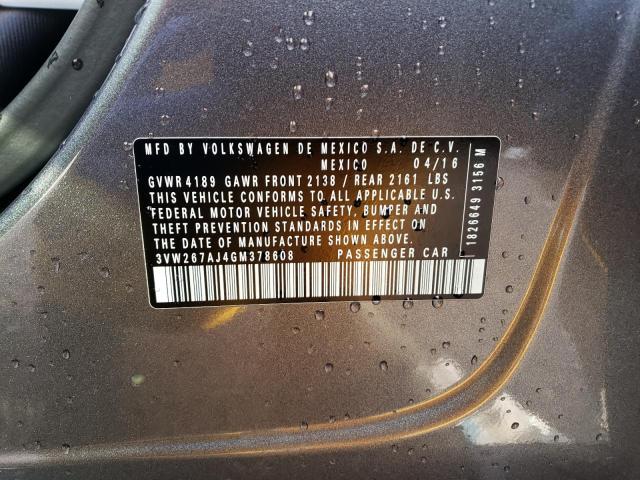 MFD BY VOLKSWAGEN DE MEXICO S.A. DE C.V.
MEXICO 04/16
GVWR 4189 GAWR FRONT 2138 / REAR 2161 LBS
THIS VEHICLE CONFORMS TO ALL APPLICABLE U.S.
FEDERAL MOTOR VEHICLE SAFETY, BUMPER AND
THEFT PREVENTION STANDARDS IN EFFECT ON
THE DATE OF MANUFACTURE SHOWN ABOVE.
3VW267AJ4GM378608 PASSENGER CAR
1826649 3156 M